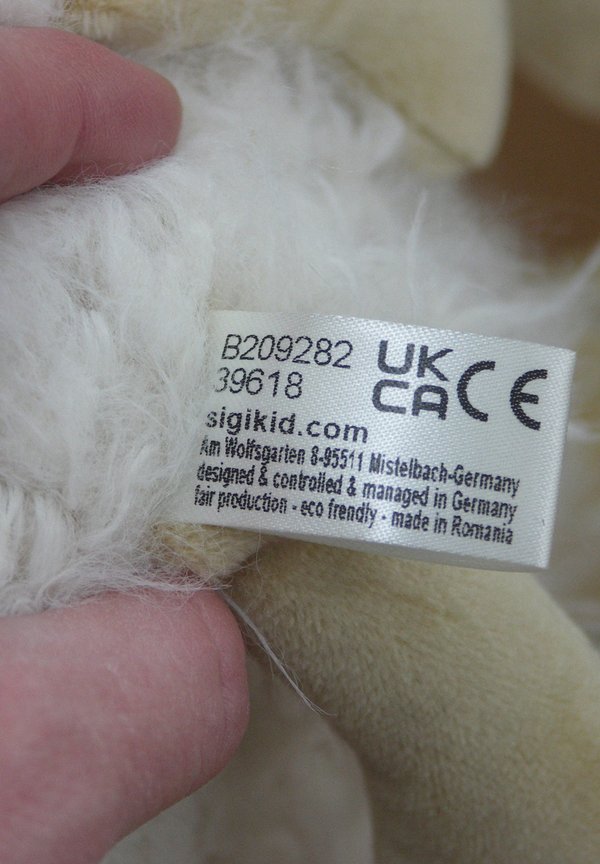 B209282
39618
UK
CA CE
sigikid.com
Am Wolfsgarten 8-95511 Mistelbach-Germany
designed & controlled & managed in Germany
fair production - eco frendly - made in Romania